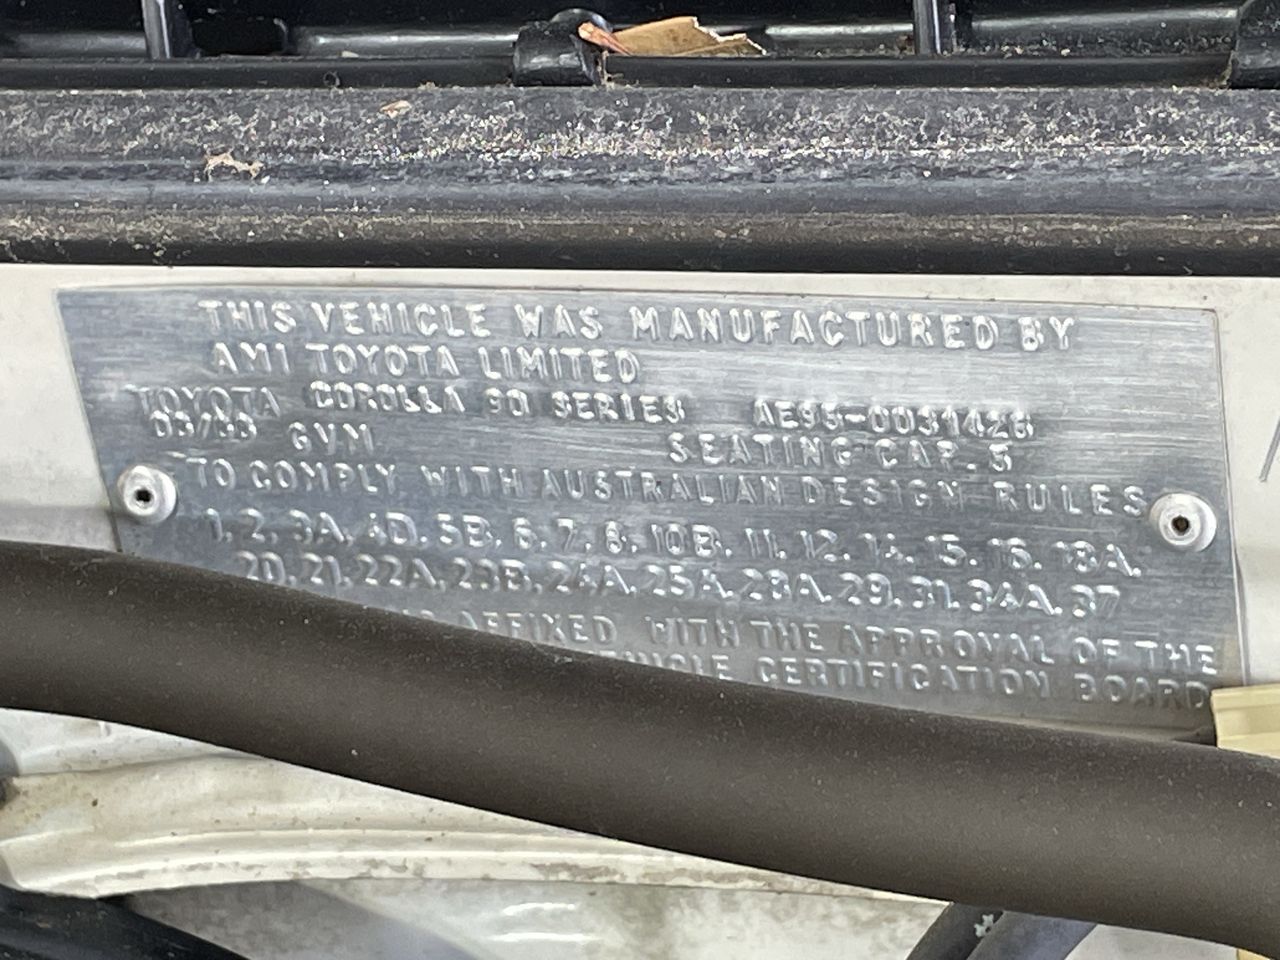 THIS VEHICLE WAS MANUFACTURED BY
AMI TOYOTA LIMITED
TOYOTA COROLLA 90 SERIES AE95-0031428
GVM SEATING CAP. 5
TO COMPLY WITH AUSTRALIAN DESIGN RULES
1, 2, 3A, 4D, 5B, 6, 7, 8, 10B, 11, 12, 14, 15, 16, 18A,
20, 21, 22A, 23B, 24A, 25A, 28A, 29, 31, 34A, 37
AFFIXED WITH THE APPROVAL OF THE
VEHICLE CERTIFICATION BOARD